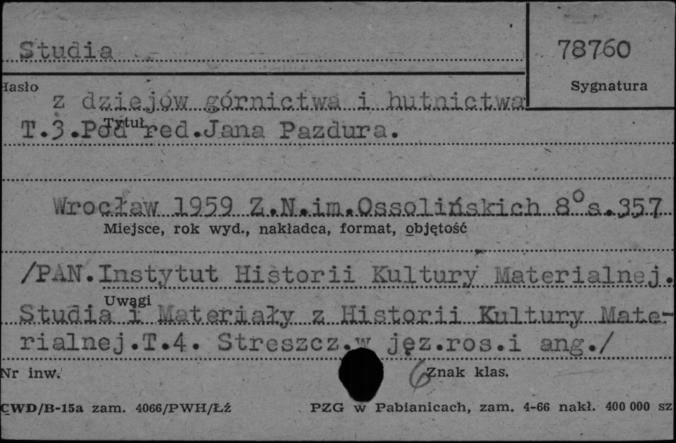 Studia
78760
Hasło
Sygnatura
z dziejów górnictwa i hutnictwa
Tytuł
T.3.Pod red.Jana Pazdura.
Wrocław 1959 Z.N.im.Ossolińskich 8° s.357
Miejsce, rok wyd., nakładca, format, objętość
/PAN.Instytut Historii Kultury Materialnej.
Uwagi
Studia i Materiały z Historii Kultury Mate-
rialnej.T.4. Streszcz.w jęz.ros.i ang./
Nr inw.
6 Znak klas.
CWD/B-15a zam. 4066/PWH/Łź
PZG w Pabianicach, zam. 4-66 nakł. 400 000 sz